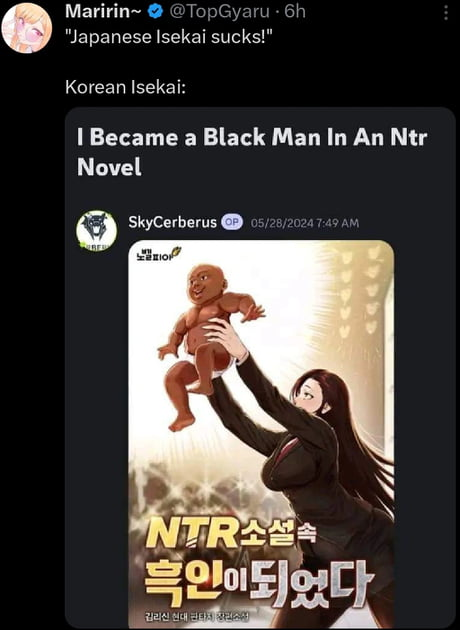 Maririn~ @TopGyaru · 6h
"Japanese Isekai sucks!"
Korean Isekai:
I Became a Black Man In An Ntr
Novel
SkyCerberus OP 05/28/2024 7:49 AM
노벨피아
NTR소설속
흑인이되었다
김리신 현대 판타지 장편소설